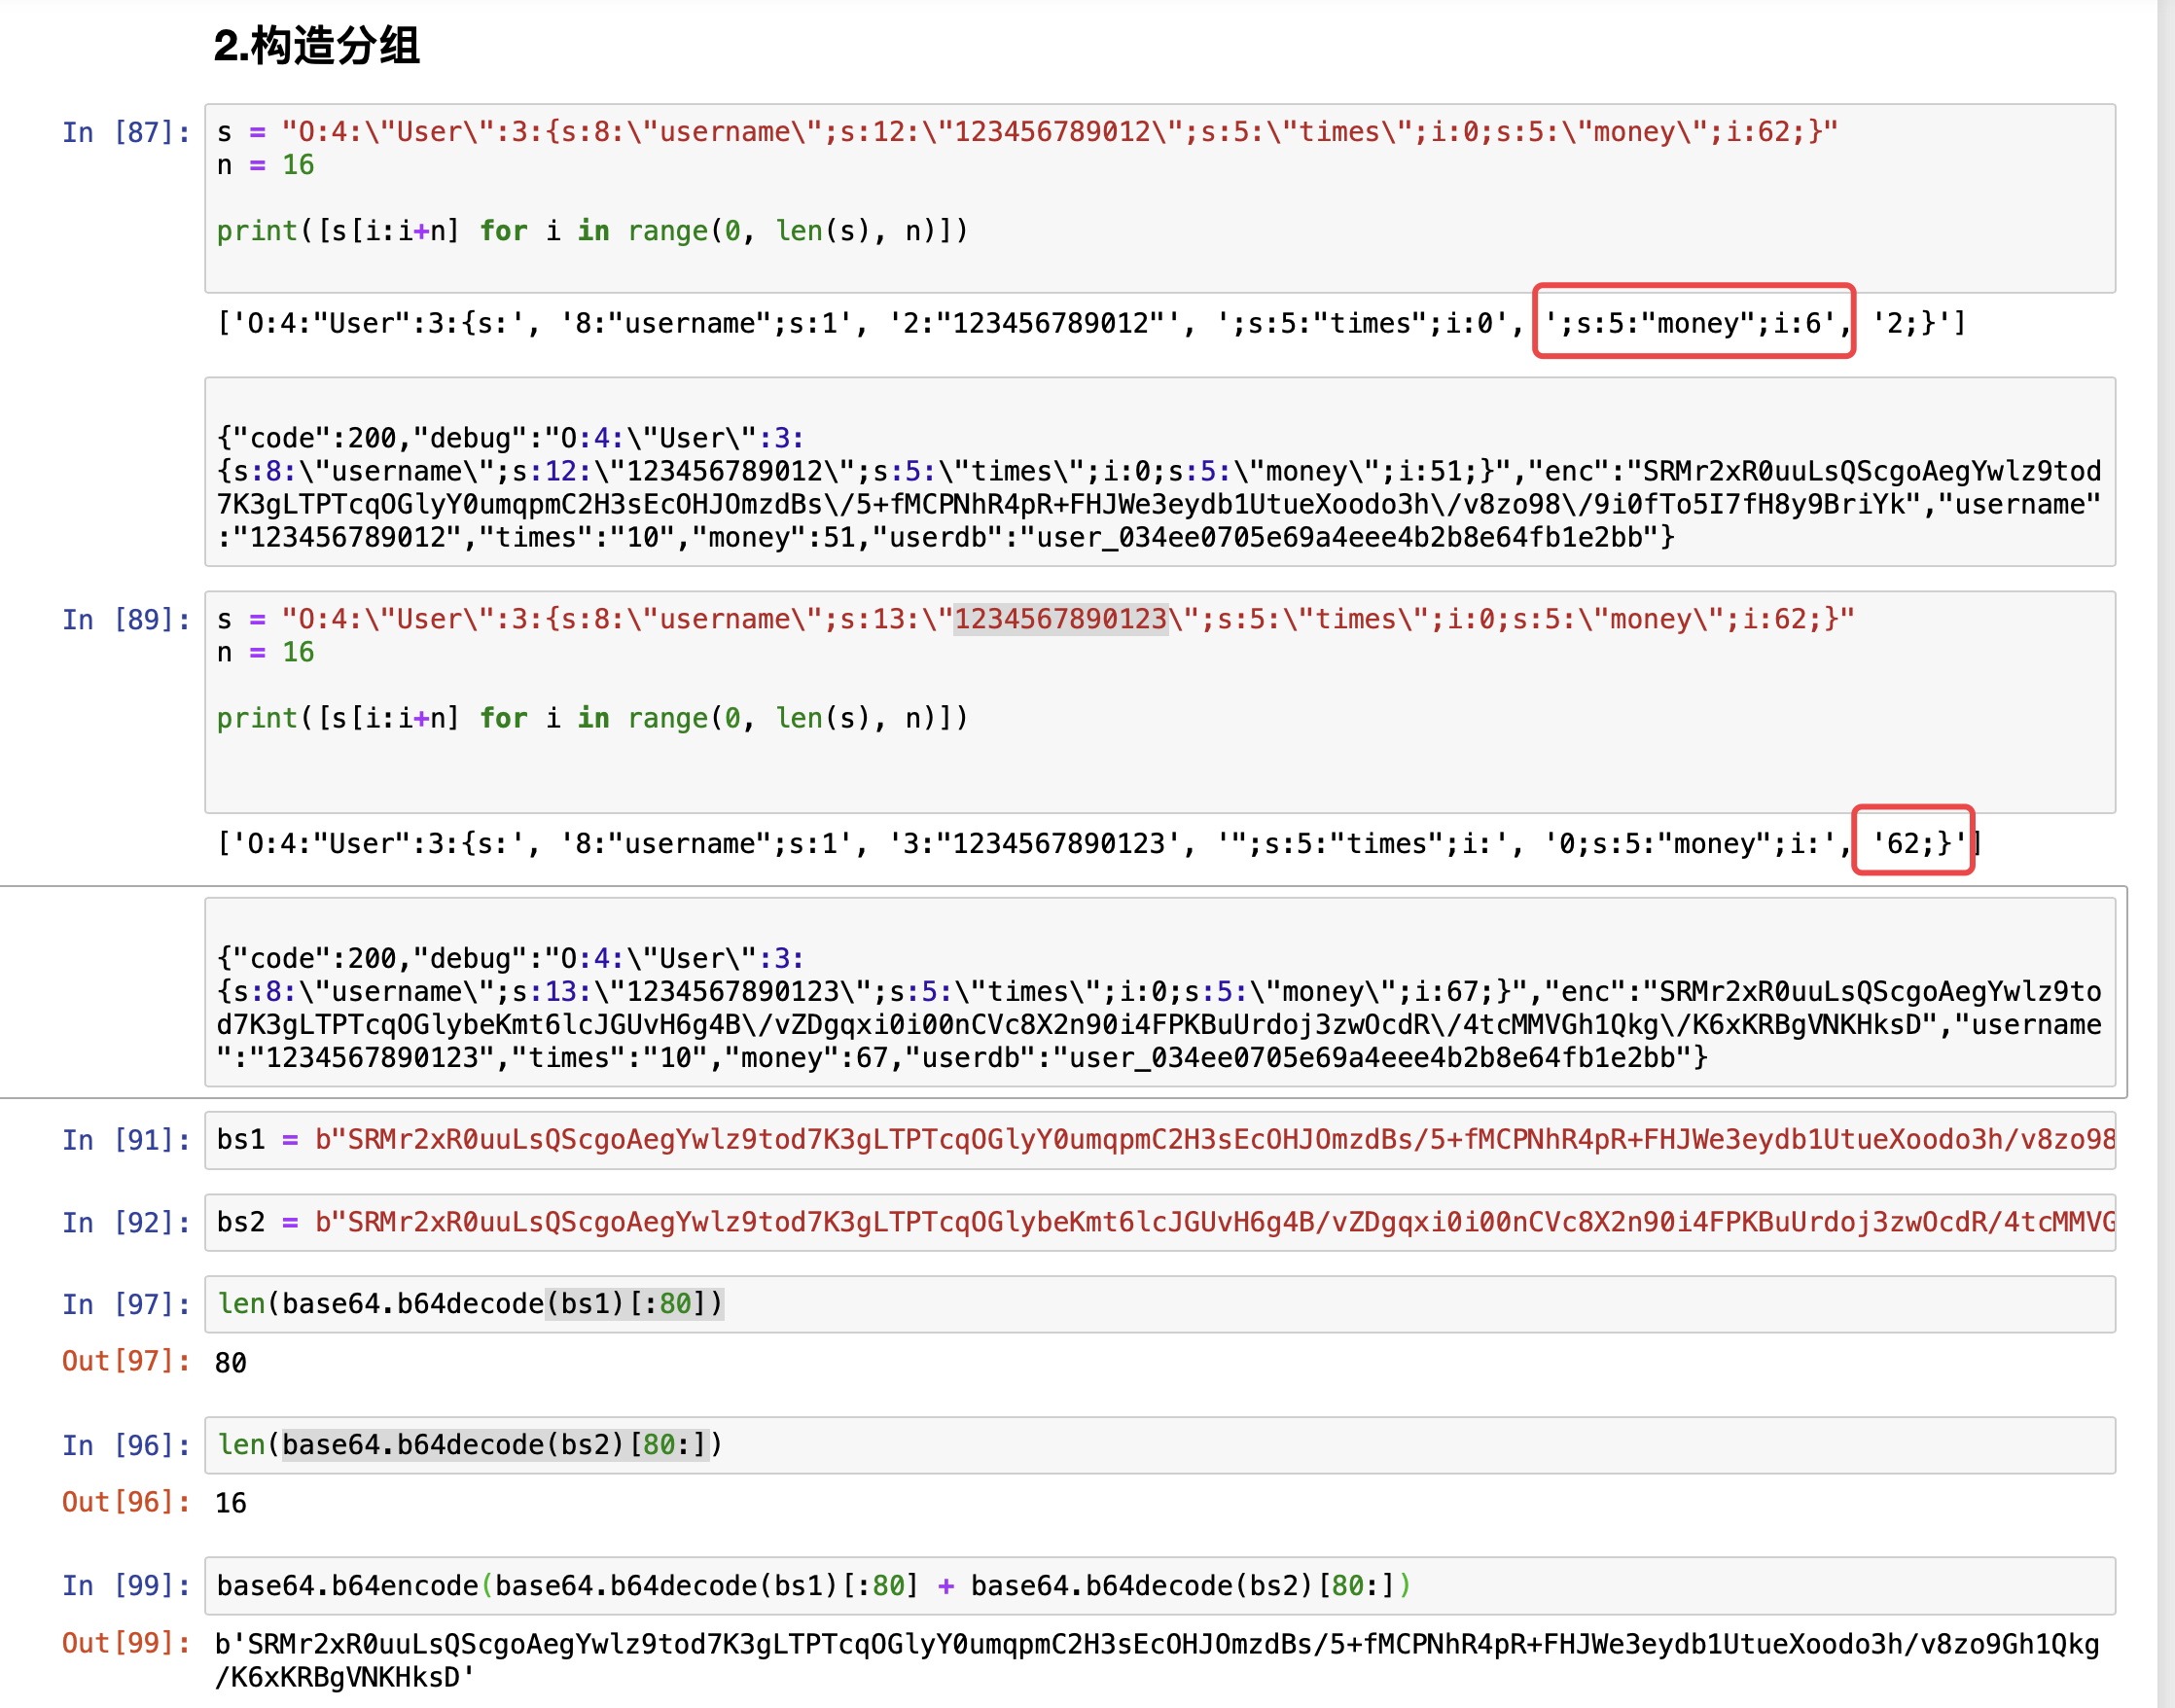 2.构造分组
In [87]: s = "O:4:\"User\":3:{s:8:\"username\";s:12:\"123456789012\";s:5:\"times\";i:0;s:5:\"money\";i:62;}"
n = 16
print([s[i:i+n] for i in range(0, len(s), n)])
['O:4:"User":3:{s:', '8:"username";s:1', '2:"123456789012"', ';s:5:"times";i:0', ';s:5:"money";i:6', '2;}']
{"code":200,"debug":"O:4:\"User\":3:
{s:8:\"username\";s:12:\"123456789012\";s:5:\"times\";i:0;s:5:\"money\";i:51;}","enc":"SRMr2xR0uuLsQScgoAegYwlz9tod
7K3gLTPTcqOGlyY0umqpmC2H3sEcOHJOmzdBs\/5+fMCPNhR4pR+FHJWe3eydb1UtueXoodo3h\/v8zo98\/9i0fTo5I7fH8y9BriYk","username"
:"123456789012","times":"10","money":51,"userdb":"user_034ee0705e69a4eee4b2b8e64fb1e2bb"}
In [89]: s = "O:4:\"User\":3:{s:8:\"username\";s:13:\"1234567890123\";s:5:\"times\";i:0;s:5:\"money\";i:62;}"
n = 16
print([s[i:i+n] for i in range(0, len(s), n)])
['O:4:"User":3:{s:', '8:"username";s:1', '3:"1234567890123', '";s:5:"times";i:', '0;s:5:"money";i:', '62;}']
{"code":200,"debug":"O:4:\"User\":3:
{s:8:\"username\";s:13:\"1234567890123\";s:5:\"times\";i:0;s:5:\"money\";i:67;}","enc":"SRMr2xR0uuLsQScgoAegYwlz9to
d7K3gLTPTcqOGlybeKmt6lcJGUvH6g4B\/vZDgqxi0i00nCVc8X2n90i4FPKBuUrdoj3zwOcdR\/4tcMMVGh1Qkg\/K6xKRBgVNKHksD","username
":"1234567890123","times":"10","money":67,"userdb":"user_034ee0705e69a4eee4b2b8e64fb1e2bb"}
In [91]: bs1 = b"SRMr2xR0uuLsQScgoAegYwlz9tod7K3gLTPTcqOGlyY0umqpmC2H3sEcOHJOmzdBs/5+fMCPNhR4pR+FHJWe3eydb1UtueXoodo3h/v8zo98
In [92]: bs2 = b"SRMr2xR0uuLsQScgoAegYwlz9tod7K3gLTPTcqOGlybeKmt6lcJGUvH6g4B/vZDgqxi0i00nCVc8X2n90i4FPKBuUrdoj3zwOcdR/4tcMMVG
In [97]: len(base64.b64decode(bs1)[:80])
Out[97]: 80
In [96]: len(base64.b64decode(bs2)[80:])
Out[96]: 16
In [99]: base64.b64encode(base64.b64decode(bs1)[:80] + base64.b64decode(bs2)[80:])
Out[99]: b'SRMr2xR0uuLsQScgoAegYwlz9tod7K3gLTPTcqOGlyY0umqpmC2H3sEcOHJOmzdBs/5+fMCPNhR4pR+FHJWe3eydb1UtueXoodo3h/v8zo9Gh1Qkg
/K6xKRBgVNKHksD'